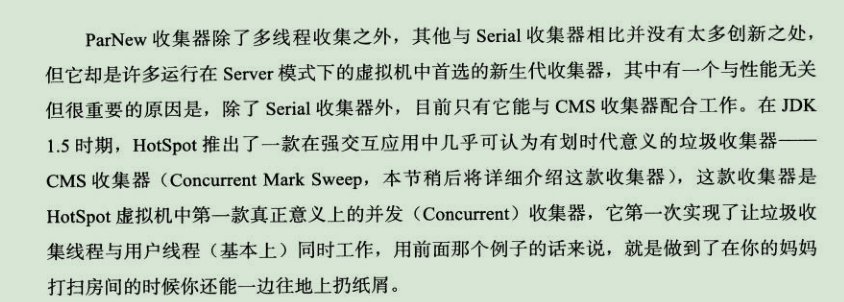 ParNew 收集器除了多线程收集之外，其他与 Serial 收集器相比并没有太多创新之处，
但它却是许多运行在 Server 模式下的虚拟机中首选的新生代收集器，其中有一个与性能无关
但很重要的原因是，除了 Serial 收集器外，目前只有它能与 CMS 收集器配合工作。在 JDK
1.5 时期，HotSpot 推出了一款在强交互应用中几乎可认为有划时代意义的垃圾收集器——
CMS 收集器（Concurrent Mark Sweep，本节稍后将详细介绍这款收集器），这款收集器是
HotSpot 虚拟机中第一款真正意义上的并发（Concurrent）收集器，它第一次实现了让垃圾收
集线程与用户线程（基本上）同时工作，用前面那个例子的话来说，就是做到了在你的妈妈
打扫房间的时候你还能一边往地上扔纸屑。